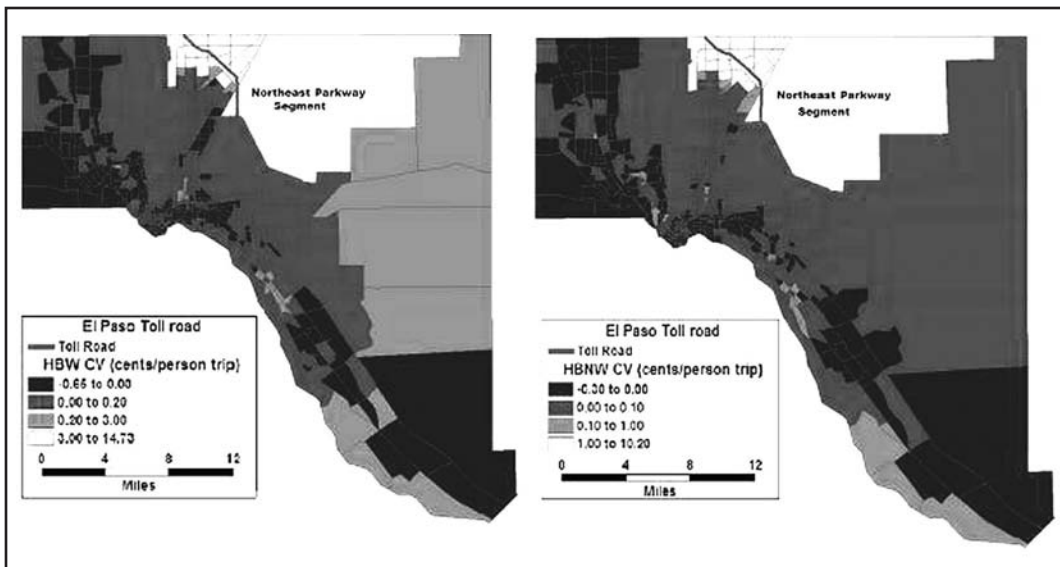 Northeast Parkway
Segment
El Paso Toll road
Toll Road
HBW CV (cents/person trip)
-0.65 to 0.00
0.00 to 0.20
0.20 to 3.00
3.00 to 14.73
0 4 8 12
Miles
Northeast Parkway
Segment
El Paso Toll road
Toll Road
HBNW CV (cents/person trip)
-0.30 to 0.00
0.00 to 0.10
0.10 to 1.00
1.00 to 10.20
0 4 8 12
Miles